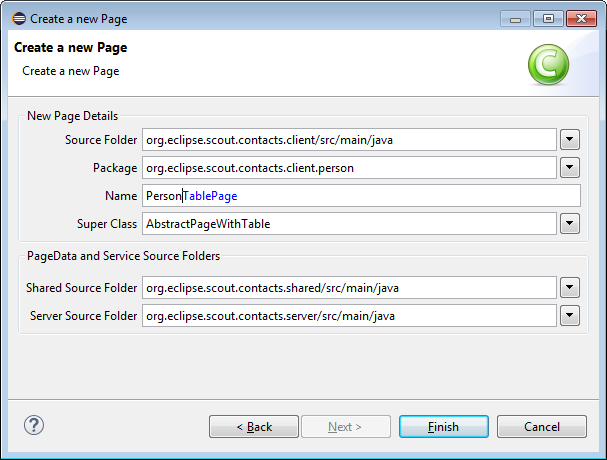 Create a new Page
Create a new Page
Create a new Page
New Page Details
Source Folder org.eclipse.scout.contacts.client/src/main/java
Package org.eclipse.scout.contacts.client.person
Name PersonTablePage
Super Class AbstractPageWithTable
PageData and Service Source Folders
Shared Source Folder org.eclipse.scout.contacts.shared/src/main/java
Server Source Folder org.eclipse.scout.contacts.server/src/main/java
? < Back Next > Finish Cancel